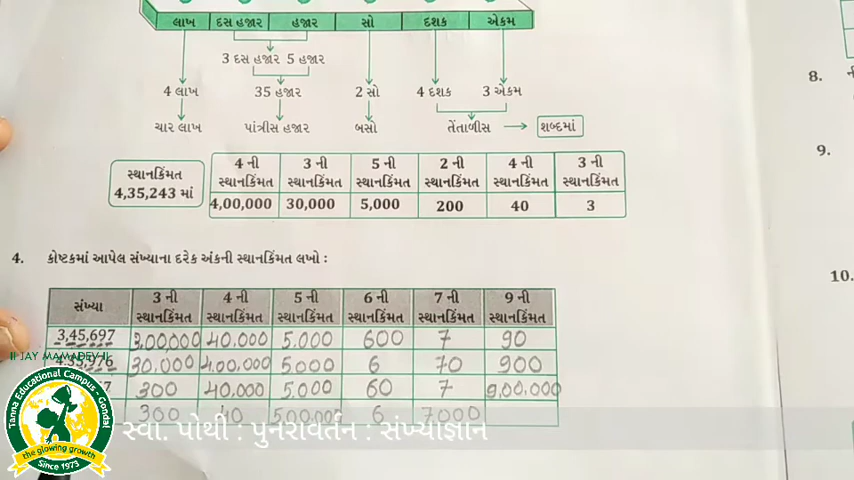 લાખ દસ હજાર હજાર સો દશક એકમ
3 દસ હજાર 5 હજાર
4 લાખ 35 હજાર 2 સો 4 દશક 3 એકમ
ચાર લાખ પાંત્રીસ હજાર બસો તેંતાળીસ → શબ્દમાં
સ્થાનકિંમત 4,35,243 માં
4 ની સ્થાનકિંમત 3 ની સ્થાનકિંમત 5 ની સ્થાનકિંમત 2 ની સ્થાનકિંમત 4 ની સ્થાનકિંમત 3 ની સ્થાનકિંમત
4,00,000 30,000 5,000 200 40 3
4. કોષ્ટકમાં આપેલ સંખ્યાના દરેક અંકની સ્થાનકિંમત લખો :
સંખ્યા 3 ની સ્થાનકિંમત 4 ની સ્થાનકિંમત 5 ની સ્થાનકિંમત 6 ની સ્થાનકિંમત 7 ની સ્થાનકિંમત 9 ની સ્થાનકિંમત
3,45,697 3,00,000 40,000 5,000 600 7 90
4,35,976 30,000 4,00,000 5000 6 70 900
300 40,000 5,000 60 7 9,00,000
300 40 5,00,000 6 7000
8.
9.
10.
II JAY MAMADEV II
Tanna Educational Campus - Gondal
the glowing growth
Since 1973
સ્વા. પોથી : પુનરાવર્તન : સંખ્યાજ્ઞાન